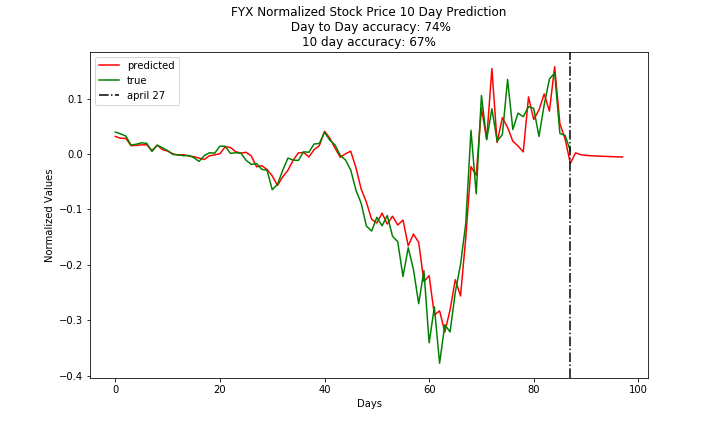 FYX Normalized Stock Price 10 Day Prediction
Day to Day accuracy: 74%
10 day accuracy: 67%
predicted
true
april 27
0.1
0.0
−0.1
−0.2
−0.3
−0.4
Normalized Values
0 20 40 60 80 100
Days